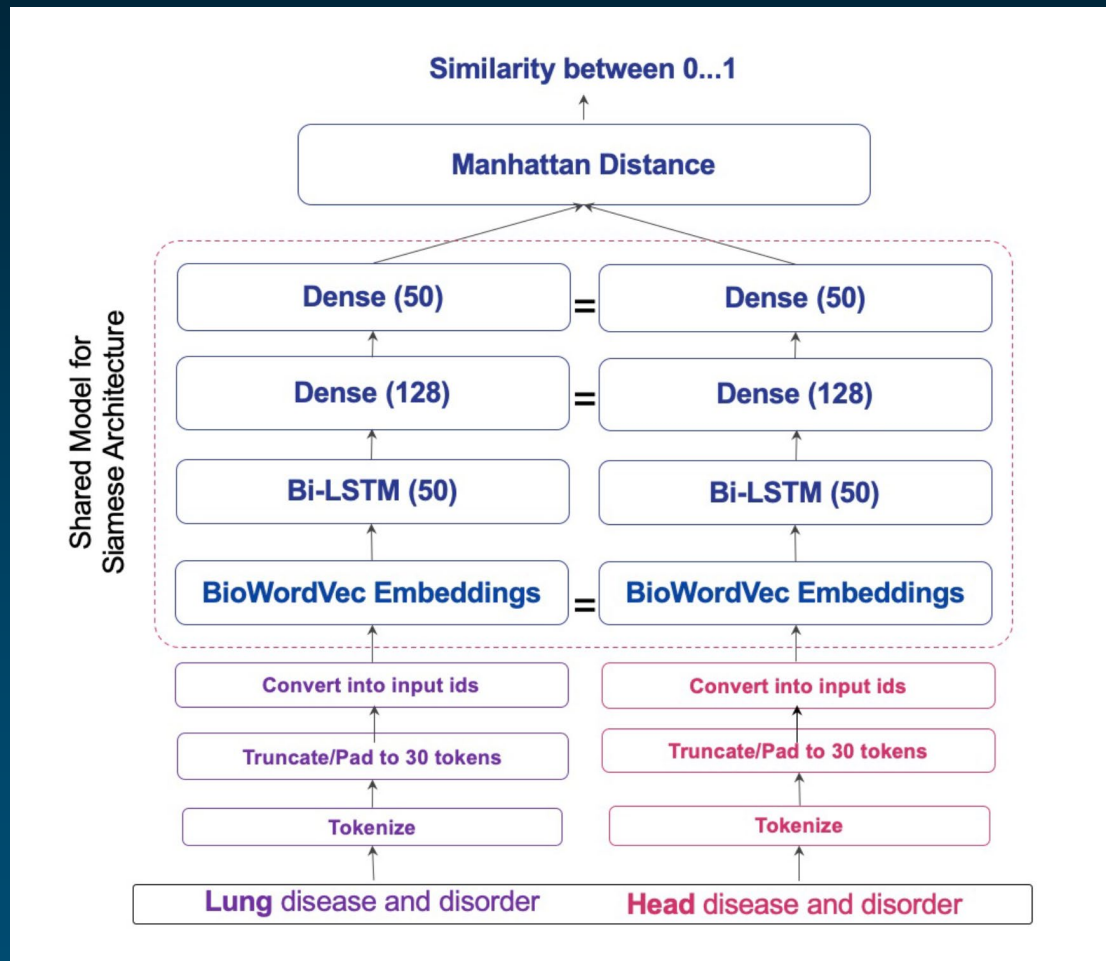 Similarity between 0...1
Manhattan Distance
Shared Model for
Siamese Architecture
Dense (50)
=
Dense (50)
Dense (128)
=
Dense (128)
Bi-LSTM (50)
Bi-LSTM (50)
BioWordVec Embeddings
=
BioWordVec Embeddings
Convert into input ids
Convert into input ids
Truncate/Pad to 30 tokens
Truncate/Pad to 30 tokens
Tokenize
Tokenize
Lung disease and disorder
Head disease and disorder